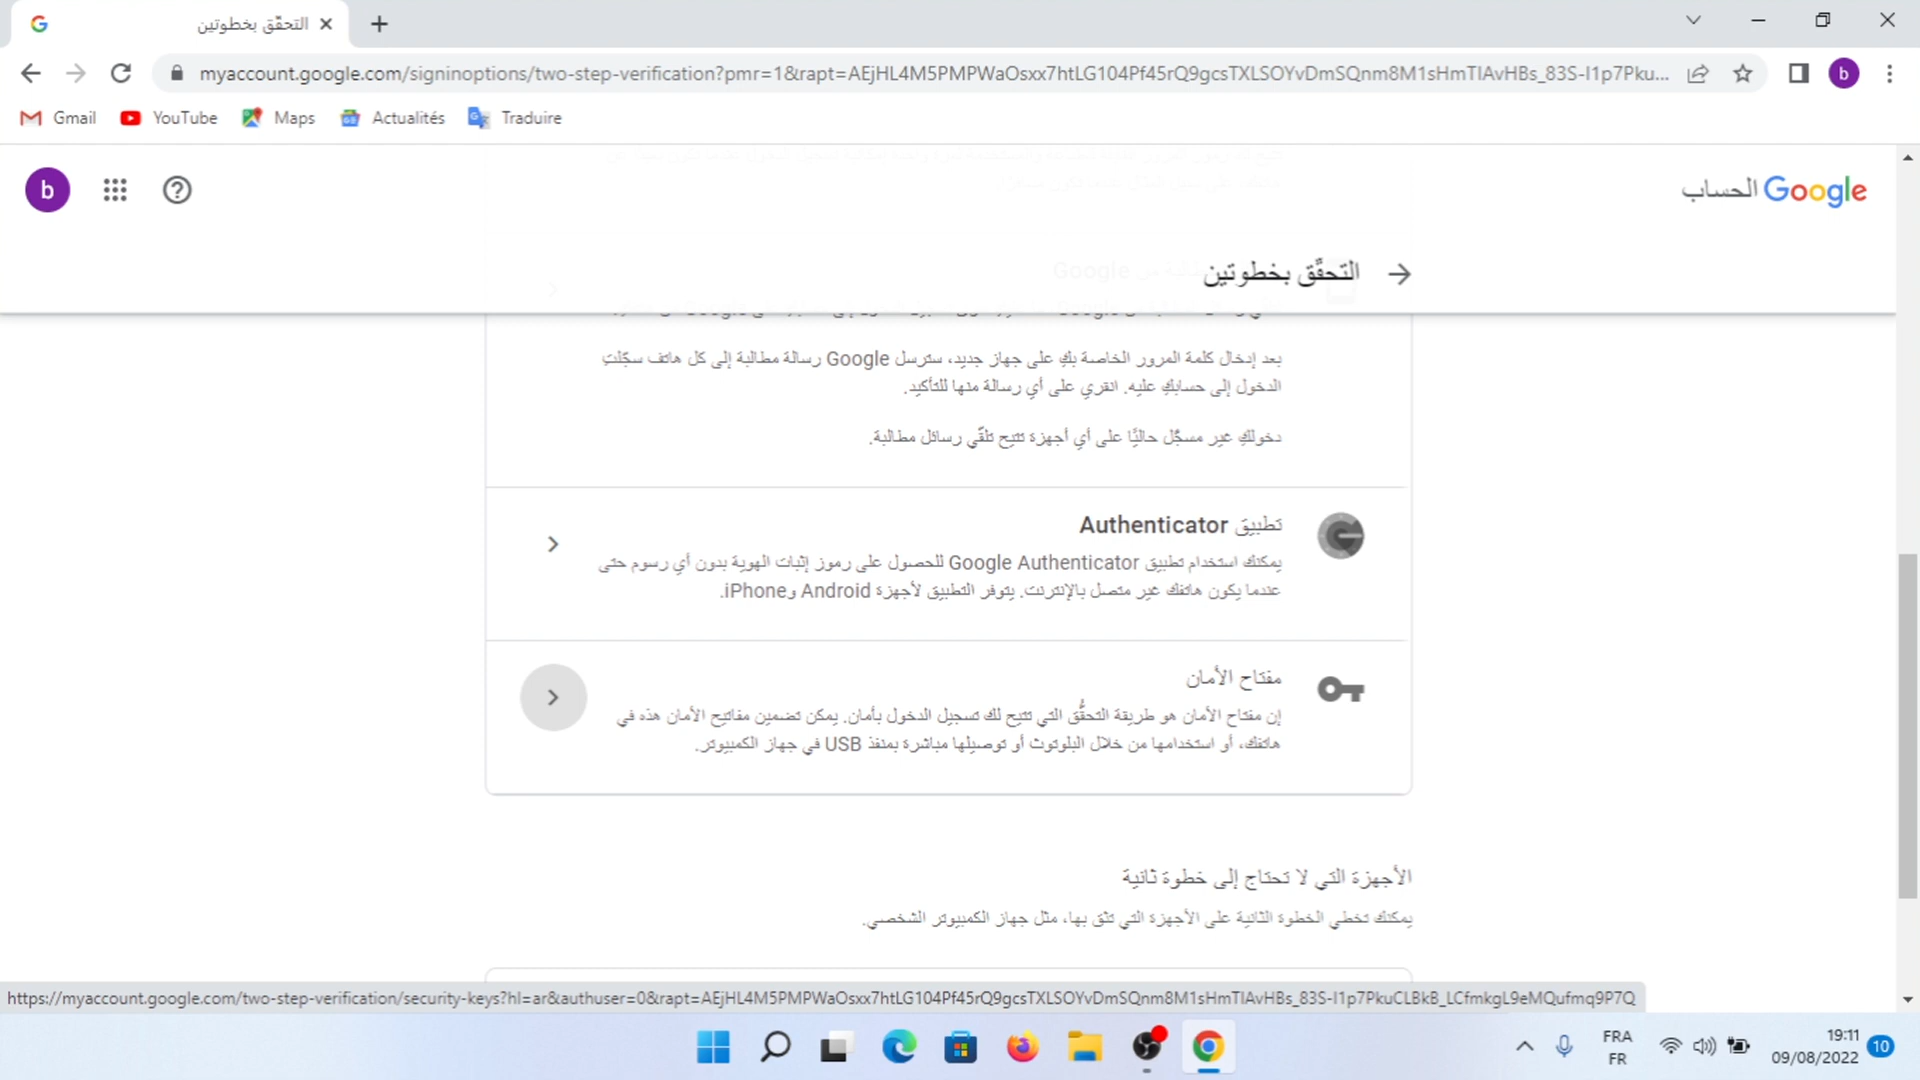 التحقّق بخطوتين
myaccount.google.com/signinoptions/two-step-verification?pmr=1&rapt=AEjHL4M5PMPWaOsxx7htLG104Pf45rQ9gcsTXLSOYvDmSQnm8M1sHmTIAvHBs_83S-I1p7Pku...
b
Gmail
YouTube
Maps
Actualités
Traduire
الحساب Google
b
التحقّق بخطوتين
بعد إدخال كلمة المرور الخاصة بكِ على جهاز جديد، سترسل Google رسالة مطالبة إلى كل هاتف سجّلتِ
الدخول إلى حسابكِ عليه. انقري على أي رسالة منها للتأكيد.
دخولكِ غير مسجَّل حاليًا على أي أجهزة تتيح تلقّي رسائل مطالبة.
تطبيق Authenticator
يمكنك استخدام تطبيق Google Authenticator للحصول على رموز إثبات الهوية بدون أي رسوم حتى
عندما يكون هاتفك غير متصل بالإنترنت. يتوفر التطبيق لأجهزة Android وiPhone.
مفتاح الأمان
إن مفتاح الأمان هو طريقة التحقُّق التي تتيح لك تسجيل الدخول بأمان. يمكن تضمين مفاتيح الأمان هذه في
هاتفك، أو استخدامها من خلال البلوتوث أو توصيلها مباشرة بمنفذ USB في جهاز الكمبيوتر.
الأجهزة التي لا تحتاج إلى خطوة ثانية
يمكنك تخطي الخطوة الثانية على الأجهزة التي تثق بها، مثل جهاز الكمبيوتر الشخصي.
https://myaccount.google.com/two-step-verification/security-keys?hl=ar&authuser=0&rapt=AEjHL4M5PMPWaOsxx7htLG104Pf45rQ9gcsTXLSOYvDmSQnm8M1sHmTIAvHBs_83S-I1p7PkuCLBkB_LCfmkgL9eMQufmq9P7Q
FRA
FR
19:11
09/08/2022
10